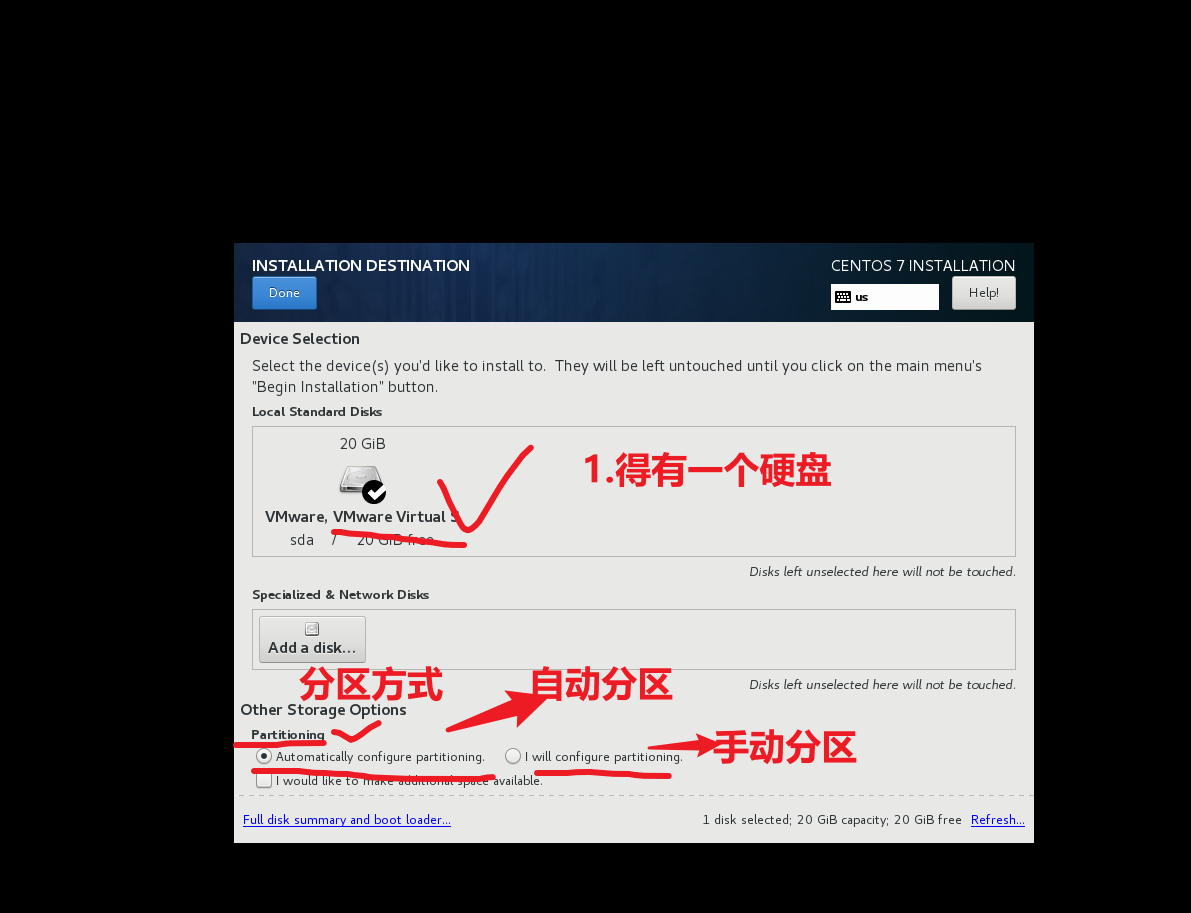 INSTALLATION DESTINATION
CENTOS 7 INSTALLATION
Done
us
Help!
Device Selection
Select the device(s) you'd like to install to.  They will be left untouched until you click on the main menu's
"Begin Installation" button.
Local Standard Disks
20 GiB
1.得有一个硬盘
VMware, VMware Virtual S
sda / 20 GiB free
Disks left unselected here will not be touched.
Specialized & Network Disks
Add a disk...
分区方式
自动分区
Disks left unselected here will not be touched.
Other Storage Options
Partitioning
手动分区
Automatically configure partitioning.
I will configure partitioning.
I would like to make additional space available.
Full disk summary and boot loader...
1 disk selected; 20 GiB capacity; 20 GiB free
Refresh...